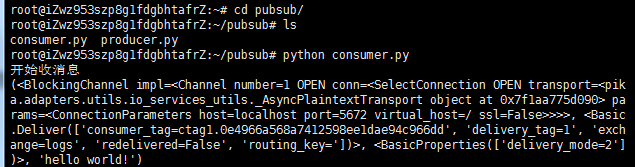 root@iZwz953szp8g1fdgbhtafrZ:~# cd pubsub/
root@iZwz953szp8g1fdgbhtafrZ:~/pubsub# ls
consumer.py  producer.py
root@iZwz953szp8g1fdgbhtafrZ:~/pubsub# python consumer.py
开始收消息
(<BlockingChannel impl=<Channel number=1 OPEN conn=<SelectConnection OPEN transport=<pik
a.adapters.utils.io_services_utils._AsyncPlaintextTransport object at 0x7f1aa775d090> pa
rams=<ConnectionParameters host=localhost port=5672 virtual_host=/ ssl=False>>>>, <Basic
.Deliver(['consumer_tag=ctag1.0e4966a568a7412598ee1dae94c966dd', 'delivery_tag=1', 'exch
ange=logs', 'redelivered=False', 'routing_key='])>, <BasicProperties(['delivery_mode=2']
)>, 'hello world!')